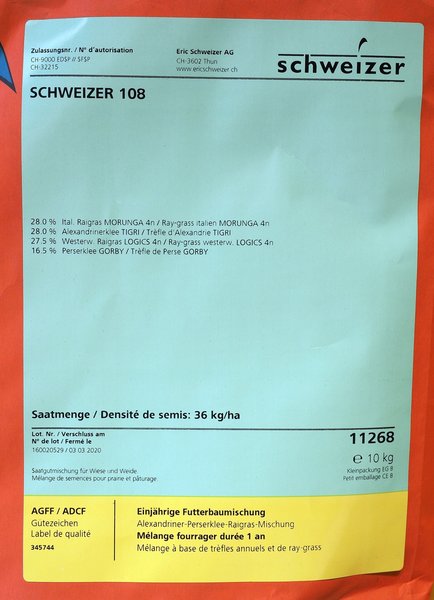 Zulassungsnr. / N° d'autorisation
CH-9000 EDSP // SFSP
CH-32215
Eric Schweizer AG
CH-3602 Thun
www.ericschweizer.ch
schweizer
SCHWEIZER 108
28.0 % Ital. Raigras MORUNGA 4n / Ray-grass italien MORUNGA 4n
28.0 % Alexandrinerklee TIGRI / Trèfle d'Alexandrie TIGRI
27.5 % Westerw. Raigras LOGICS 4n / Ray-grass westerw. LOGICS 4n
16.5 % Perserklee GORBY / Trèfle de Perse GORBY
Saatmenge / Densité de semis: 36 kg/ha
Lot. Nr. / Verschluss am
N° de lot / Fermé le
160020529 / 03 03 2020
11268
℮ 10 kg
Kleinpackung EG B
Petit emballage CE B
Saatgutmischung für Wiese und Weide.
Mélange de semences pour prairie et pâturage.
AGFF / ADCF
Gütezeichen
Label de qualité
345744
Einjährige Futterbaumischung
Alexandriner-Perserklee-Raigras-Mischung
Mélange fourrager durée 1 an
Mélange à base de trèfles annuels et de ray-grass